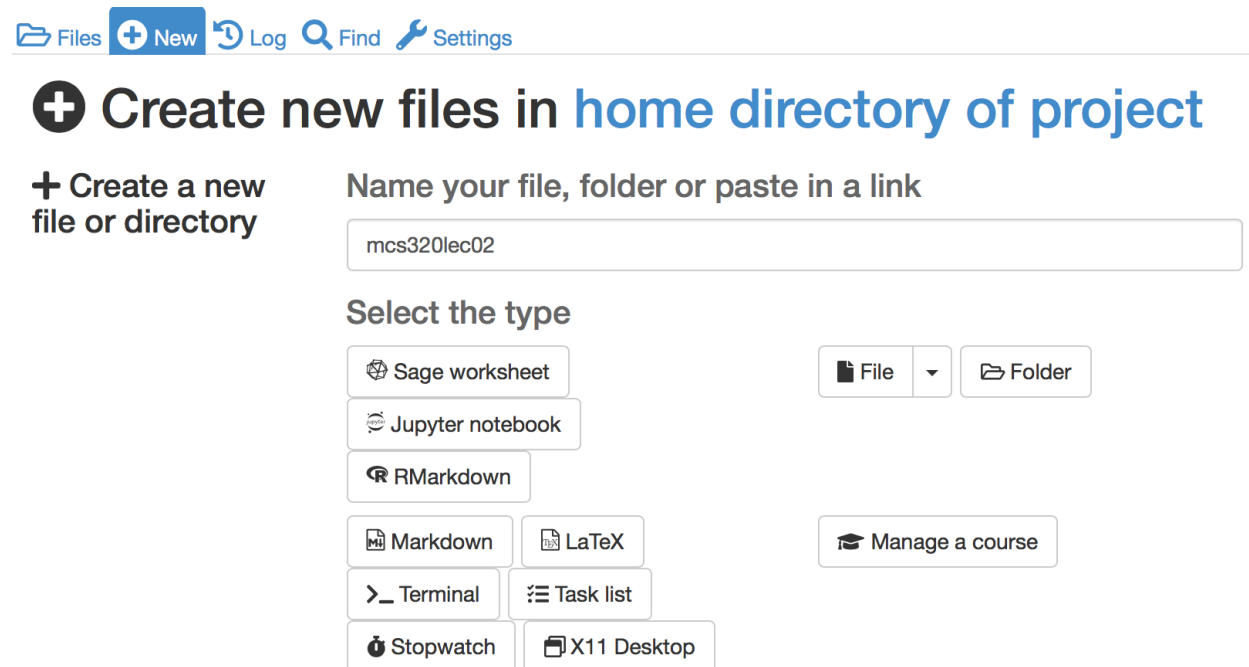 Files New Log Find Settings
Create new files in home directory of project
Create a new
file or directory
Name your file, folder or paste in a link
mcs320lec02
Select the type
Sage worksheet
File
Folder
jupyter
Jupyter notebook
RMarkdown
Markdown
LaTeX
Manage a course
Terminal
Task list
Stopwatch
X11 Desktop